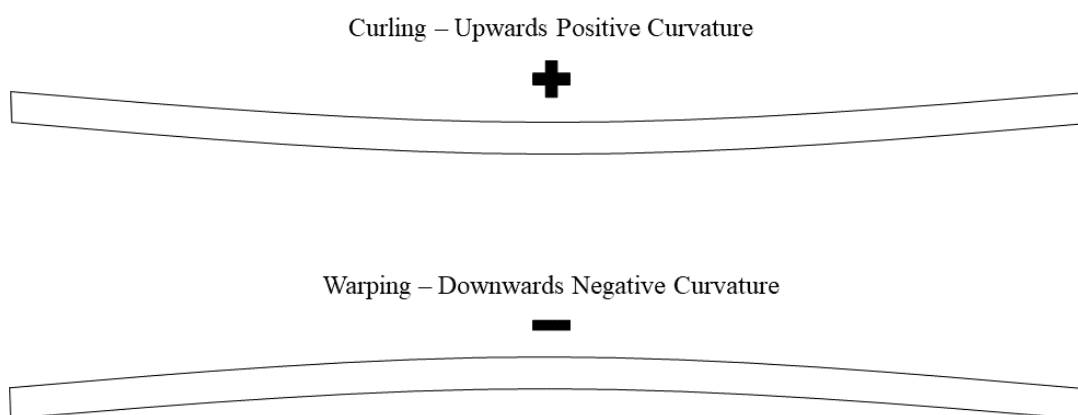 Curling – Upwards Positive Curvature
+
Warping – Downwards Negative Curvature
–